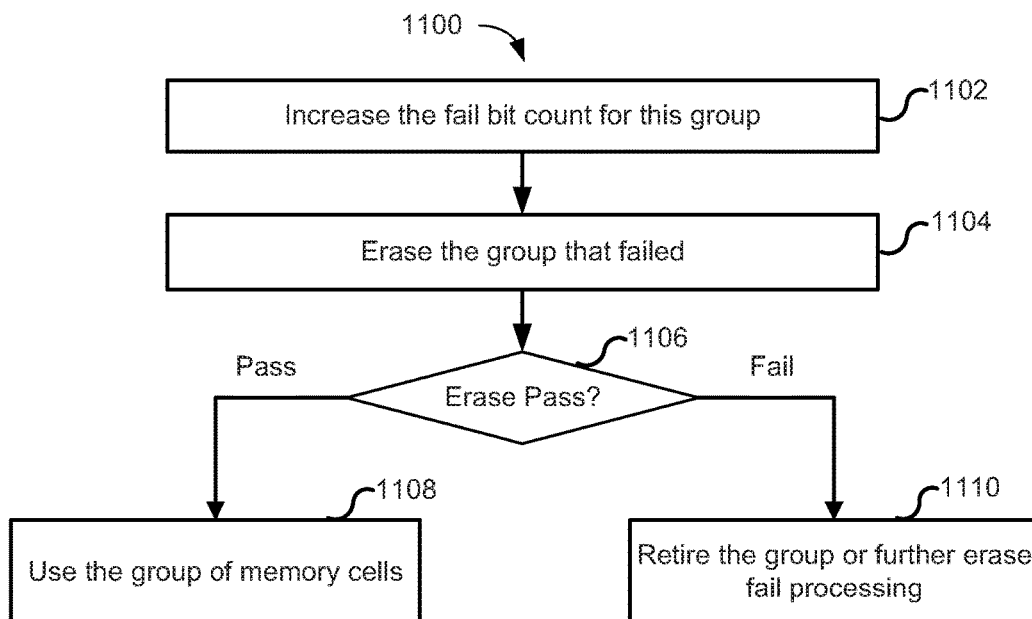 1100
1102
Increase the fail bit count for this group
1104
Erase the group that failed
1106
Pass
Fail
Erase Pass?
1108
1110
Use the group of memory cells
Retire the group or further erase
fail processing